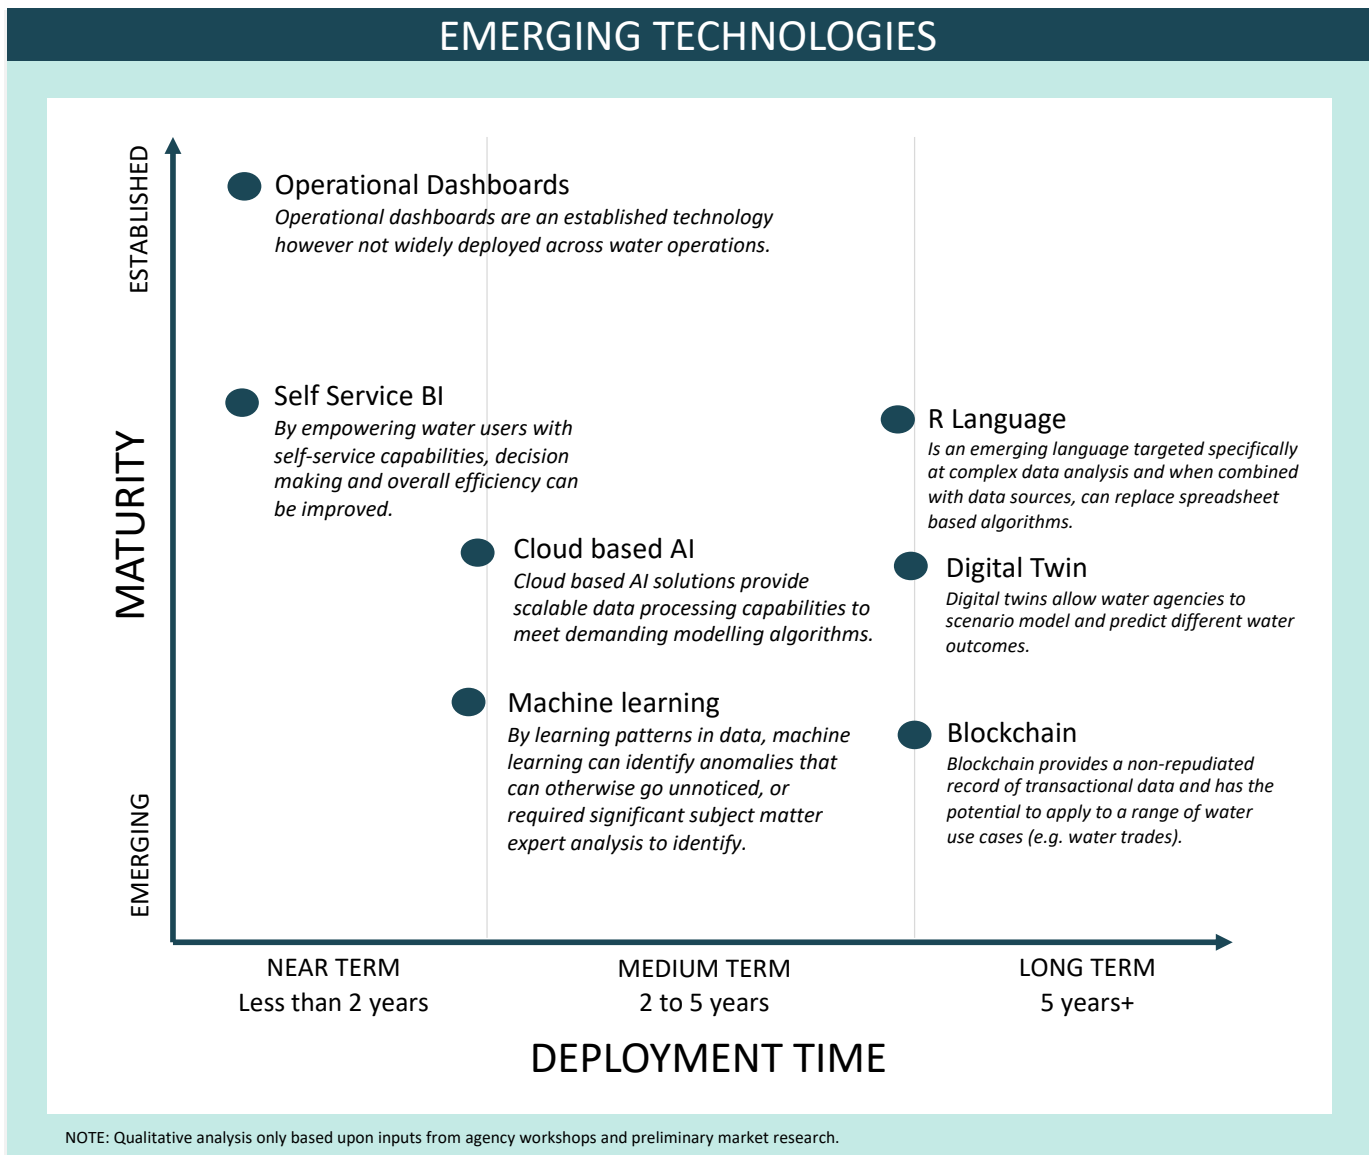 EMERGING TECHNOLOGIES
ESTABLISHED
MATURITY
EMERGING
Operational Dashboards
Operational dashboards are an established technology
however not widely deployed across water operations.
Self Service BI
By empowering water users with
self-service capabilities, decision
making and overall efficiency can
be improved.
R Language
Is an emerging language targeted specifically
at complex data analysis and when combined
with data sources, can replace spreadsheet
based algorithms.
Cloud based AI
Cloud based AI solutions provide
scalable data processing capabilities to
meet demanding modelling algorithms.
Digital Twin
Digital twins allow water agencies to
scenario model and predict different water
outcomes.
Machine learning
By learning patterns in data, machine
learning can identify anomalies that
can otherwise go unnoticed, or
required significant subject matter
expert analysis to identify.
Blockchain
Blockchain provides a non-repudiated
record of transactional data and has the
potential to apply to a range of water
use cases (e.g. water trades).
NEAR TERM
Less than 2 years
MEDIUM TERM
2 to 5 years
LONG TERM
5 years+
DEPLOYMENT TIME
NOTE: Qualitative analysis only based upon inputs from agency workshops and preliminary market research.